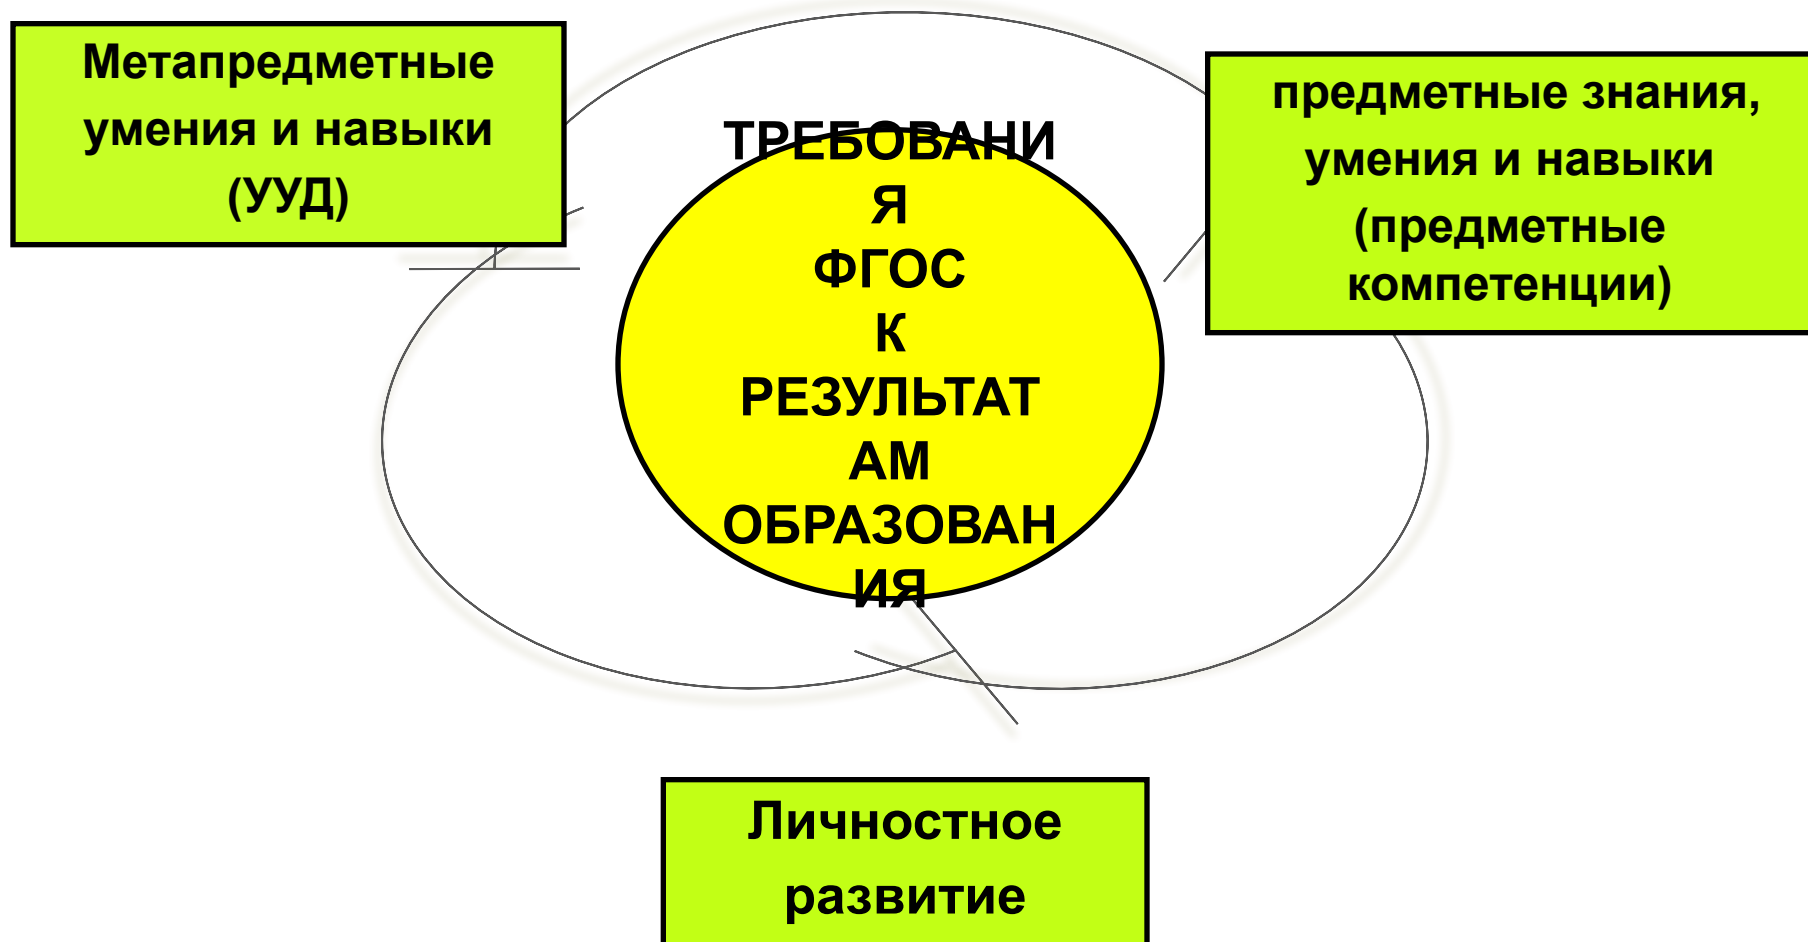 Метапредметные
умения и навыки
(УУД)
предметные знания,
умения и навыки
(предметные
компетенции)
ТРЕБОВАНИ
Я
ФГОС
К
РЕЗУЛЬТАТ
АМ
ОБРАЗОВАН
ИЯ
Личностное
развитие